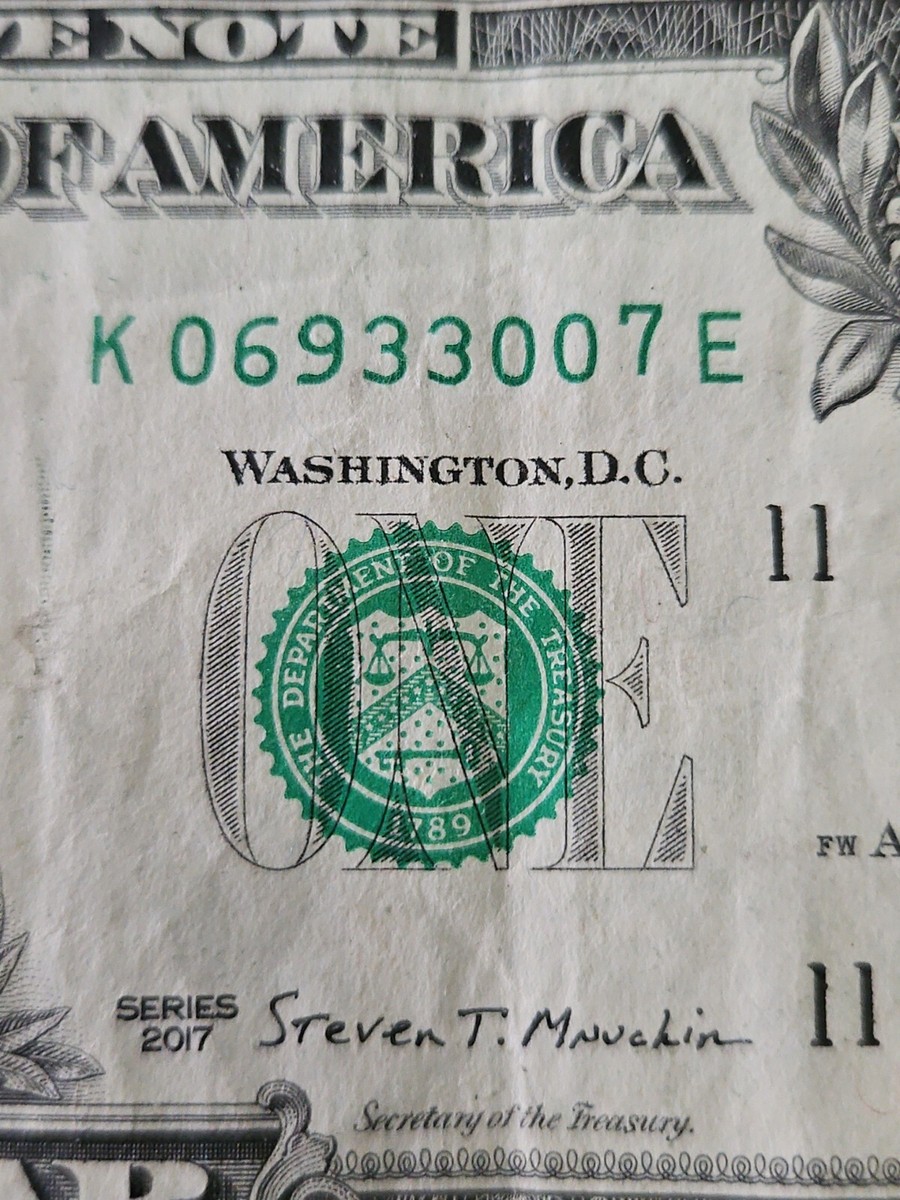 E NOTE
OF AMERICA
K 06933007 E
WASHINGTON, D.C.
ONE
11
THE DEPARTMENT OF THE TREASURY
1789
FW A
SERIES
2017
Steven T. Mnuchin
11
Secretary of the Treasury.